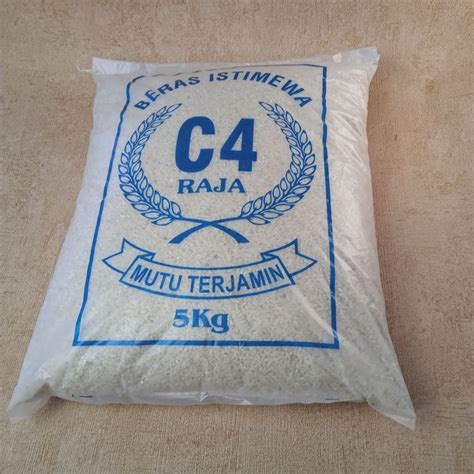 BERAS ISTIMEWA
C4
RAJA
MUTU TERJAMIN
5Kg